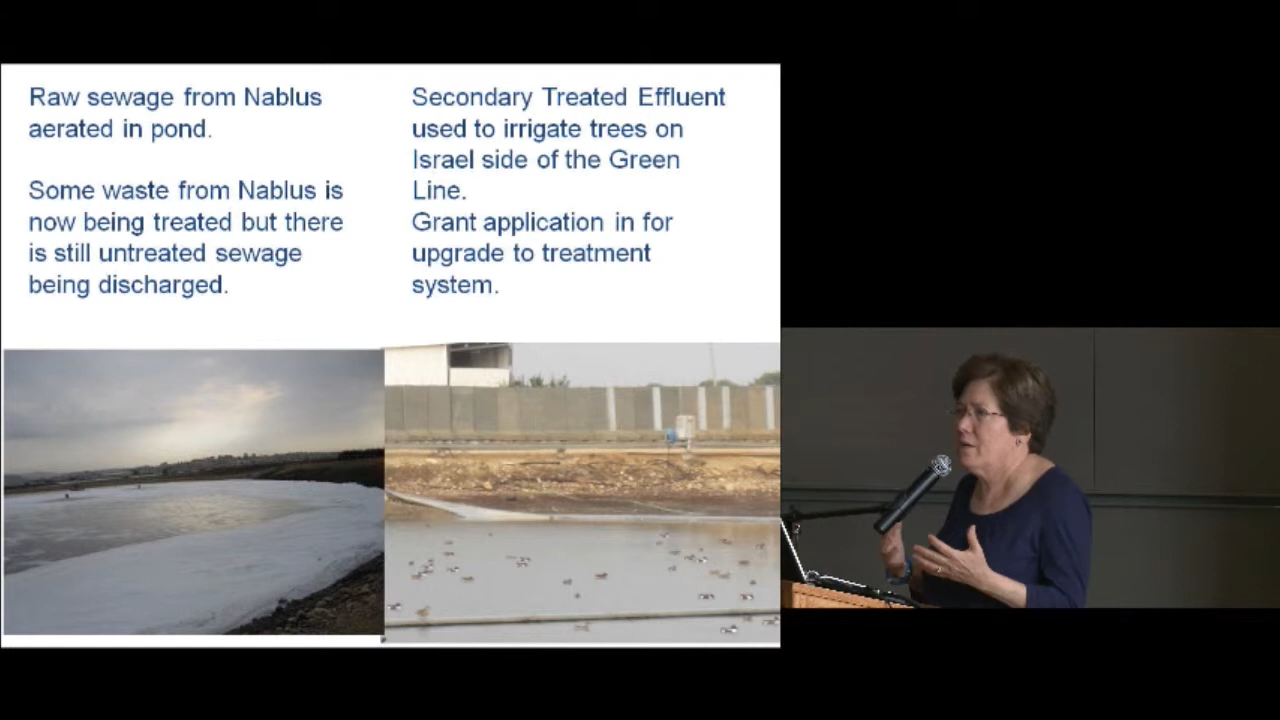 Raw sewage from Nablus
aerated in pond.
Some waste from Nablus is
now being treated but there
is still untreated sewage
being discharged.
Secondary Treated Effluent
used to irrigate trees on
Israel side of the Green
Line.
Grant application in for
upgrade to treatment
system.